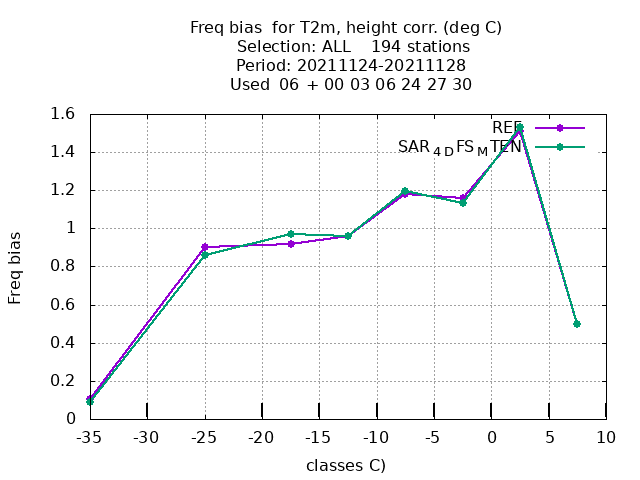 Freq bias  for T2m, height corr. (deg C)
Selection: ALL    194 stations
Period: 20211124-20211128
Used  06  + 00 03 06 24 27 30
REF
SAR4DFSMTEN
1.6
1.4
1.2
1
0.8
0.6
0.4
0.2
0
Freq bias
-35 -30 -25 -20 -15 -10 -5 0 5 10
classes C)